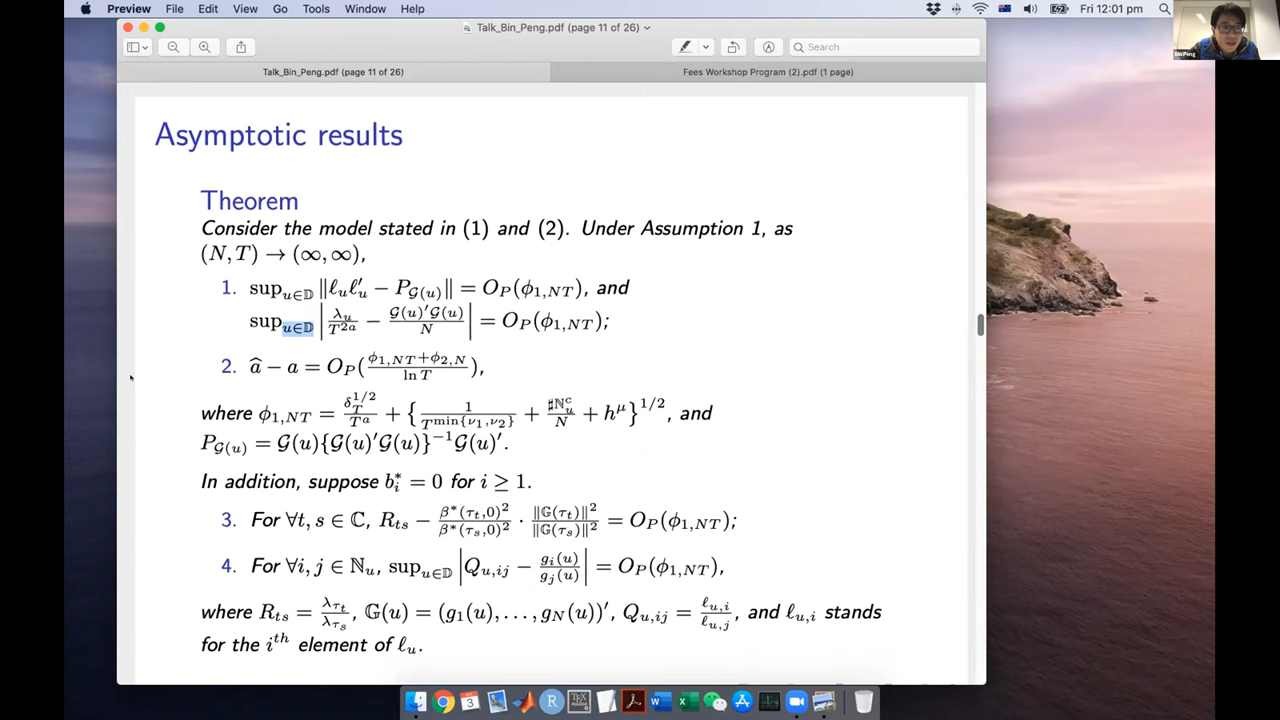 Preview File Edit View Go Tools Window Help Fri 12:01 pm
Talk_Bin_Peng.pdf (page 11 of 26)
Search
Talk_Bin_Peng.pdf (page 11 of 26) Fees Workshop Program (2).pdf (1 page)
Bin Peng
Asymptotic results
Theorem
Consider the model stated in (1) and (2). Under Assumption 1, as
(N, T) → (∞, ∞),
1. sup_{u∈𝔻} ‖ℓ_uℓ′_u − P_{𝒢(u)}‖ = O_P(ϕ_{1,NT}), and
sup_{u∈𝔻} |λ_u/T^{2a} − 𝒢(u)′𝒢(u)/N| = O_P(ϕ_{1,NT});
2. â − a = O_P((ϕ_{1,NT}+ϕ_{2,N})/ln T),
where ϕ_{1,NT} = δ_T^{1/2}/T^a + {1/T^{min{ν_1,ν_2}} + ♯ℕ_u^c/N + h^μ}^{1/2}, and
P_{𝒢(u)} = 𝒢(u){𝒢(u)′𝒢(u)}^{−1}𝒢(u)′.
In addition, suppose b_i^* = 0 for i ≥ 1.
3. For ∀t, s ∈ ℂ, R_{ts} − β*(τ_t,0)²/β*(τ_s,0)² · ‖𝔾(τ_t)‖²/‖𝔾(τ_s)‖² = O_P(ϕ_{1,NT});
4. For ∀i, j ∈ ℕ_u, sup_{u∈𝔻} |Q_{u,ij} − g_i(u)/g_j(u)| = O_P(ϕ_{1,NT}),
where R_{ts} = λ_{τ_t}/λ_{τ_s}, 𝔾(u) = (g_1(u), . . . , g_N(u))′, Q_{u,ij} = ℓ_{u,i}/ℓ_{u,j}, and ℓ_{u,i} stands
for the i^{th} element of ℓ_u.